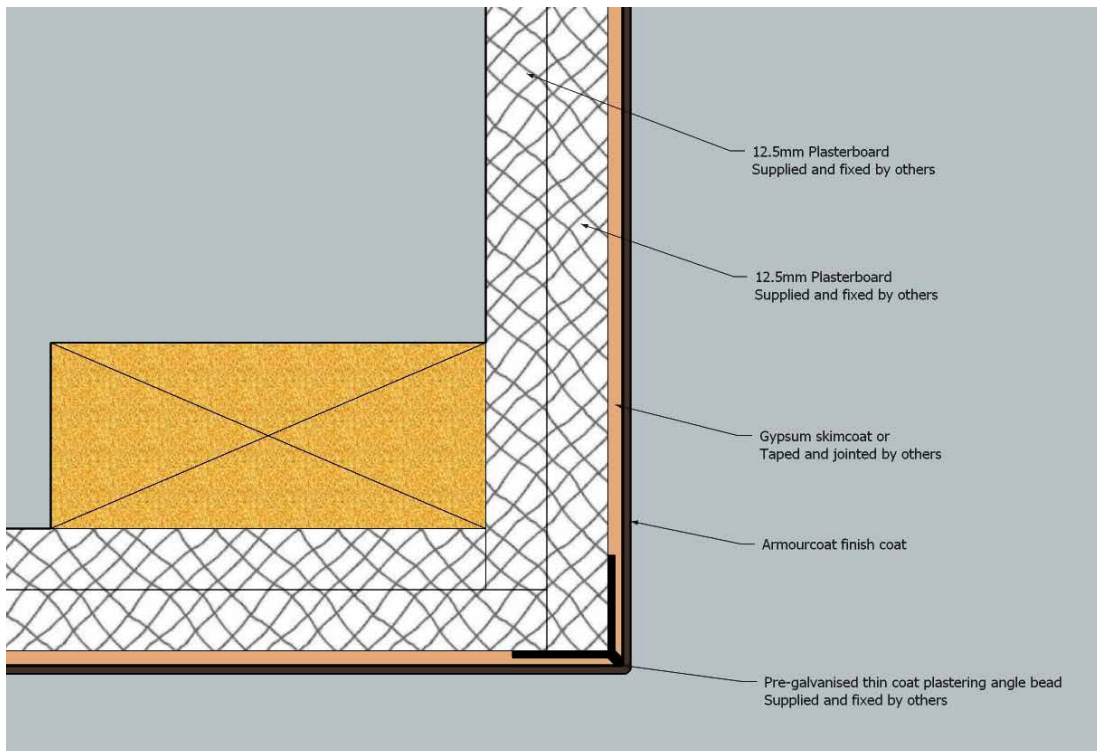 12.5mm Plasterboard
Supplied and fixed by others
12.5mm Plasterboard
Supplied and fixed by others
Gypsum skimcoat or
Taped and jointed by others
Armourcoat finish coat
Pre-galvanised thin coat plastering angle bead
Supplied and fixed by others